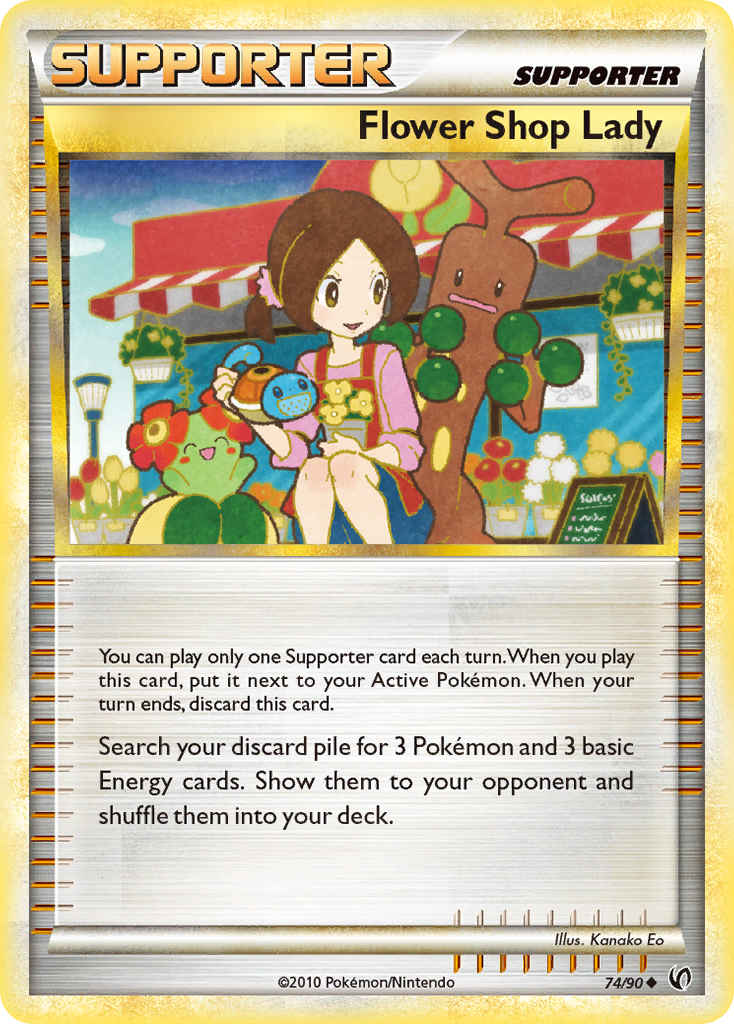 SUPPORTER
SUPPORTER
Flower Shop Lady
You can play only one Supporter card each turn. When you play
this card, put it next to your Active Pokémon. When your
turn ends, discard this card.
Search your discard pile for 3 Pokémon and 3 basic
Energy cards. Show them to your opponent and
shuffle them into your deck.
Illus. Kanako Eo
©2010 Pokémon/Nintendo
74/90